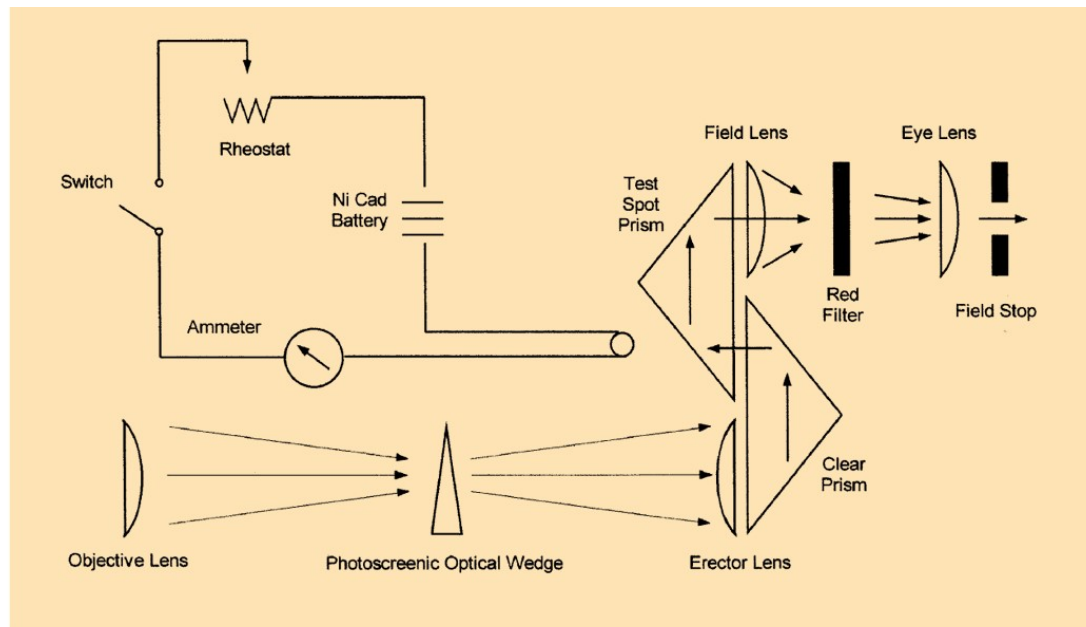 Rheostat
Switch
Ni Cad
Battery
Ammeter
Field Lens
Eye Lens
Test
Spot
Prism
Red
Filter
Field Stop
Clear
Prism
Objective Lens
Photoscreenic Optical Wedge
Erector Lens